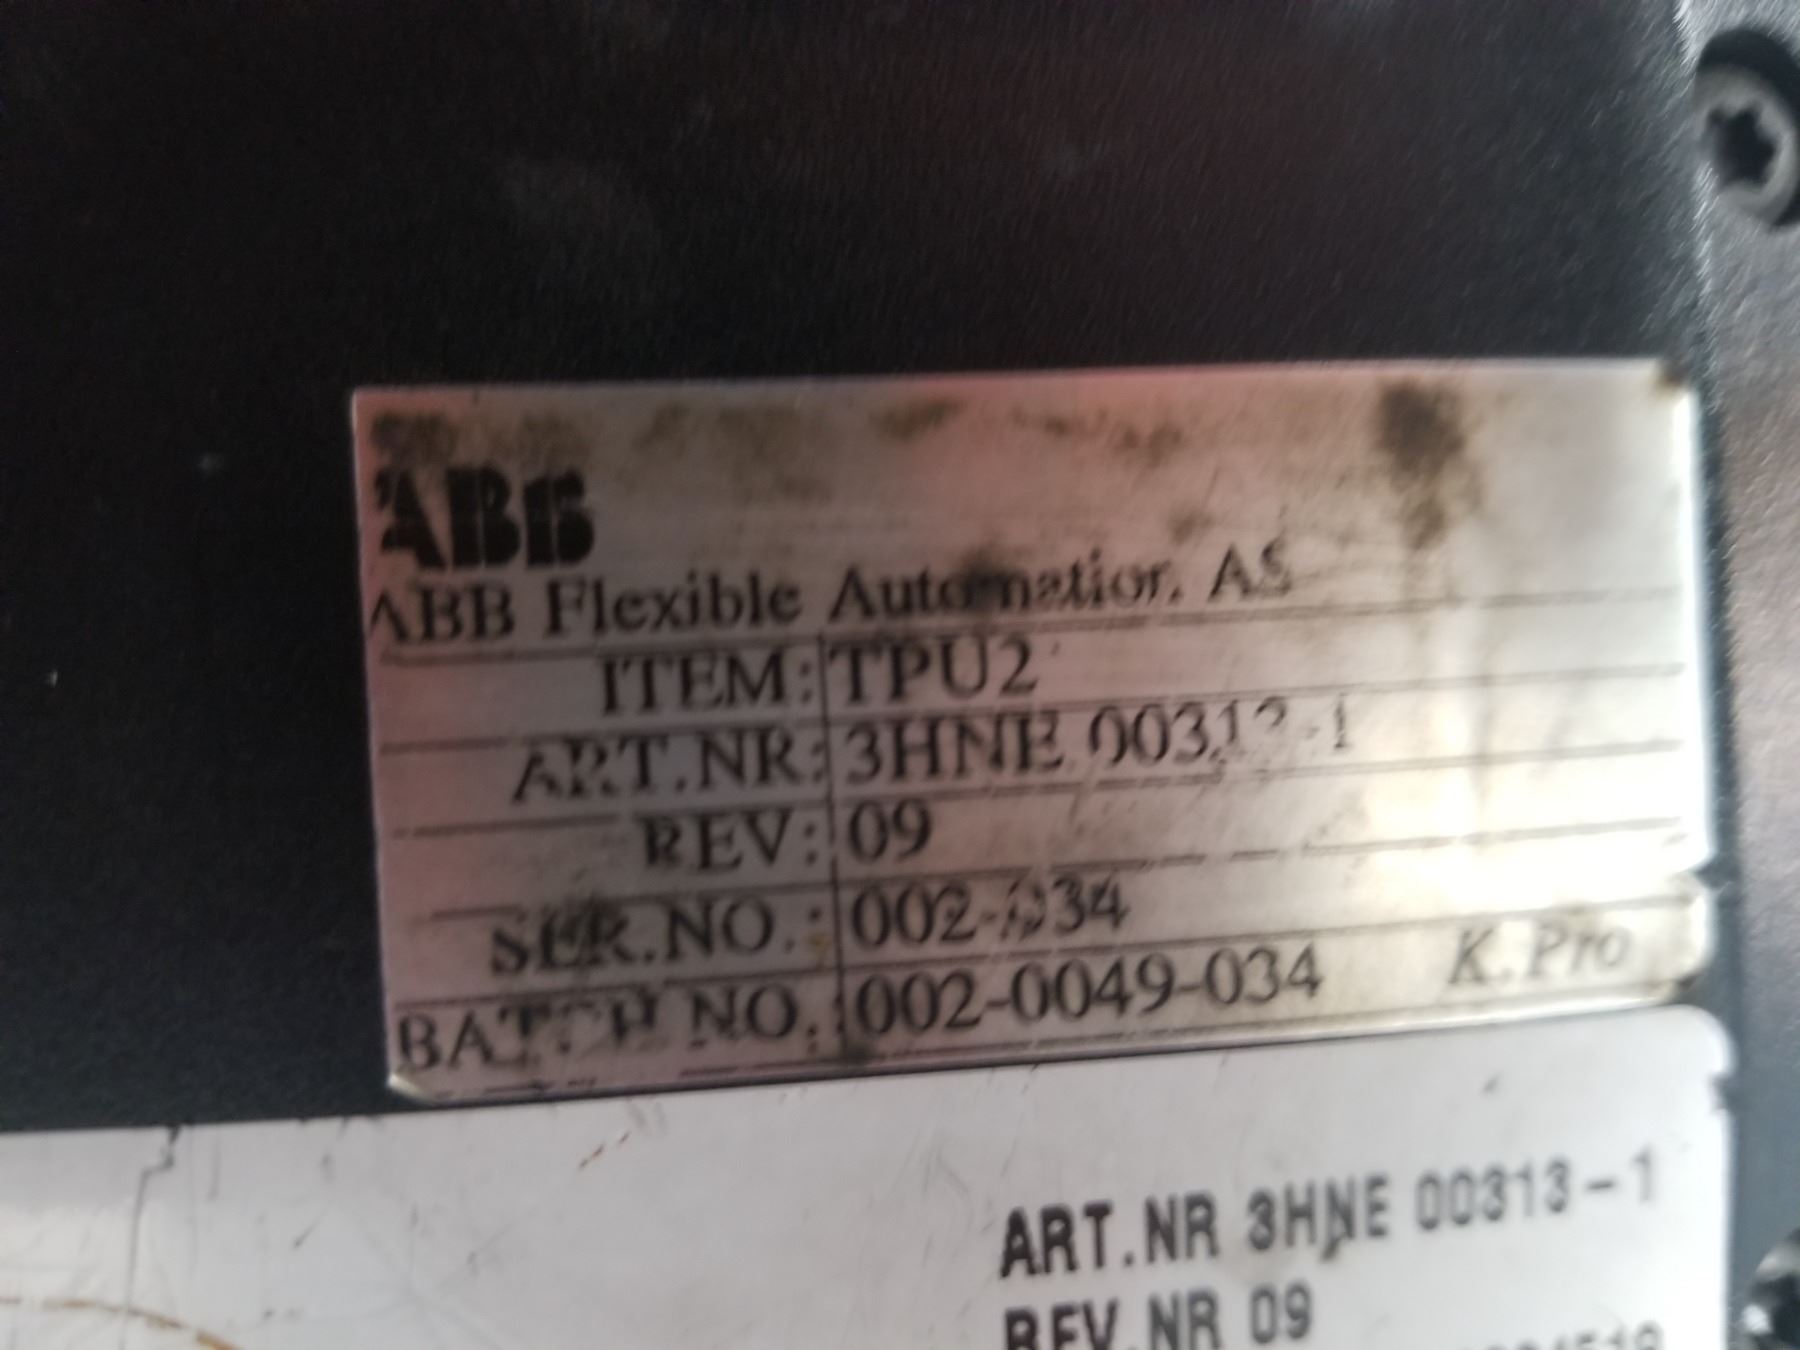 ABB
ABB Flexible Automation AS
ITEM: TPU2
ART.NR: 3HNE 00313-1
REV: 09
SER.NO.: 002-034
BATCH NO.: 002-0049-034 K.Pro
ART.NR 3HNE 00313-1
REV.NR 09